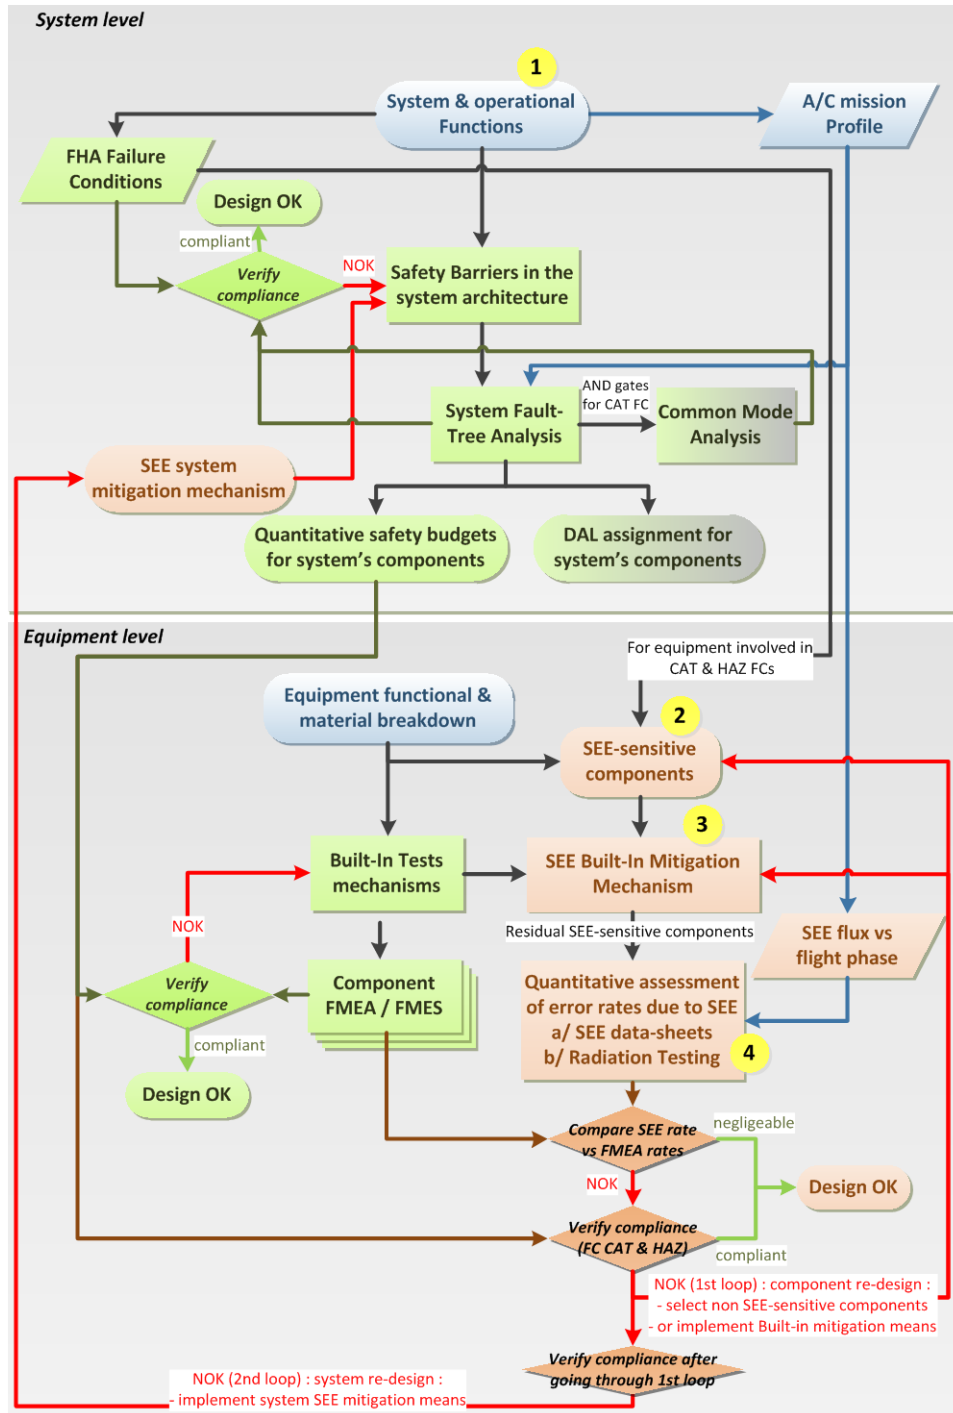 System level
1
System & operational
Functions
A/C mission
Profile
FHA Failure
Conditions
Design OK
compliant
Verify
compliance
NOK
Safety Barriers in the
system architecture
AND gates
for CAT FC
System Fault-
Tree Analysis
Common Mode
Analysis
SEE system
mitigation mechanism
Quantitative safety budgets
for system's components
DAL assignment for
system's components
Equipment level
For equipment involved in
CAT & HAZ FCs
Equipment functional &
material breakdown
2
SEE-sensitive
components
3
Built-In Tests
mechanisms
SEE Built-In Mitigation
Mechanism
NOK
Residual SEE-sensitive components
SEE flux vs
flight phase
Verify
compliance
Component
FMEA / FMES
Quantitative assessment
of error rates due to SEE
a/ SEE data-sheets
b/ Radiation Testing
4
compliant
Design OK
Compare SEE rate
vs FMEA rates
negligeable
NOK
Design OK
Verify compliance
(FC CAT & HAZ)
compliant
NOK (1st loop) : component re-design :
- select non SEE-sensitive components
- or implement Built-in mitigation means
Verify compliance after
going through 1st loop
NOK (2nd loop) : system re-design :
- implement system SEE mitigation means